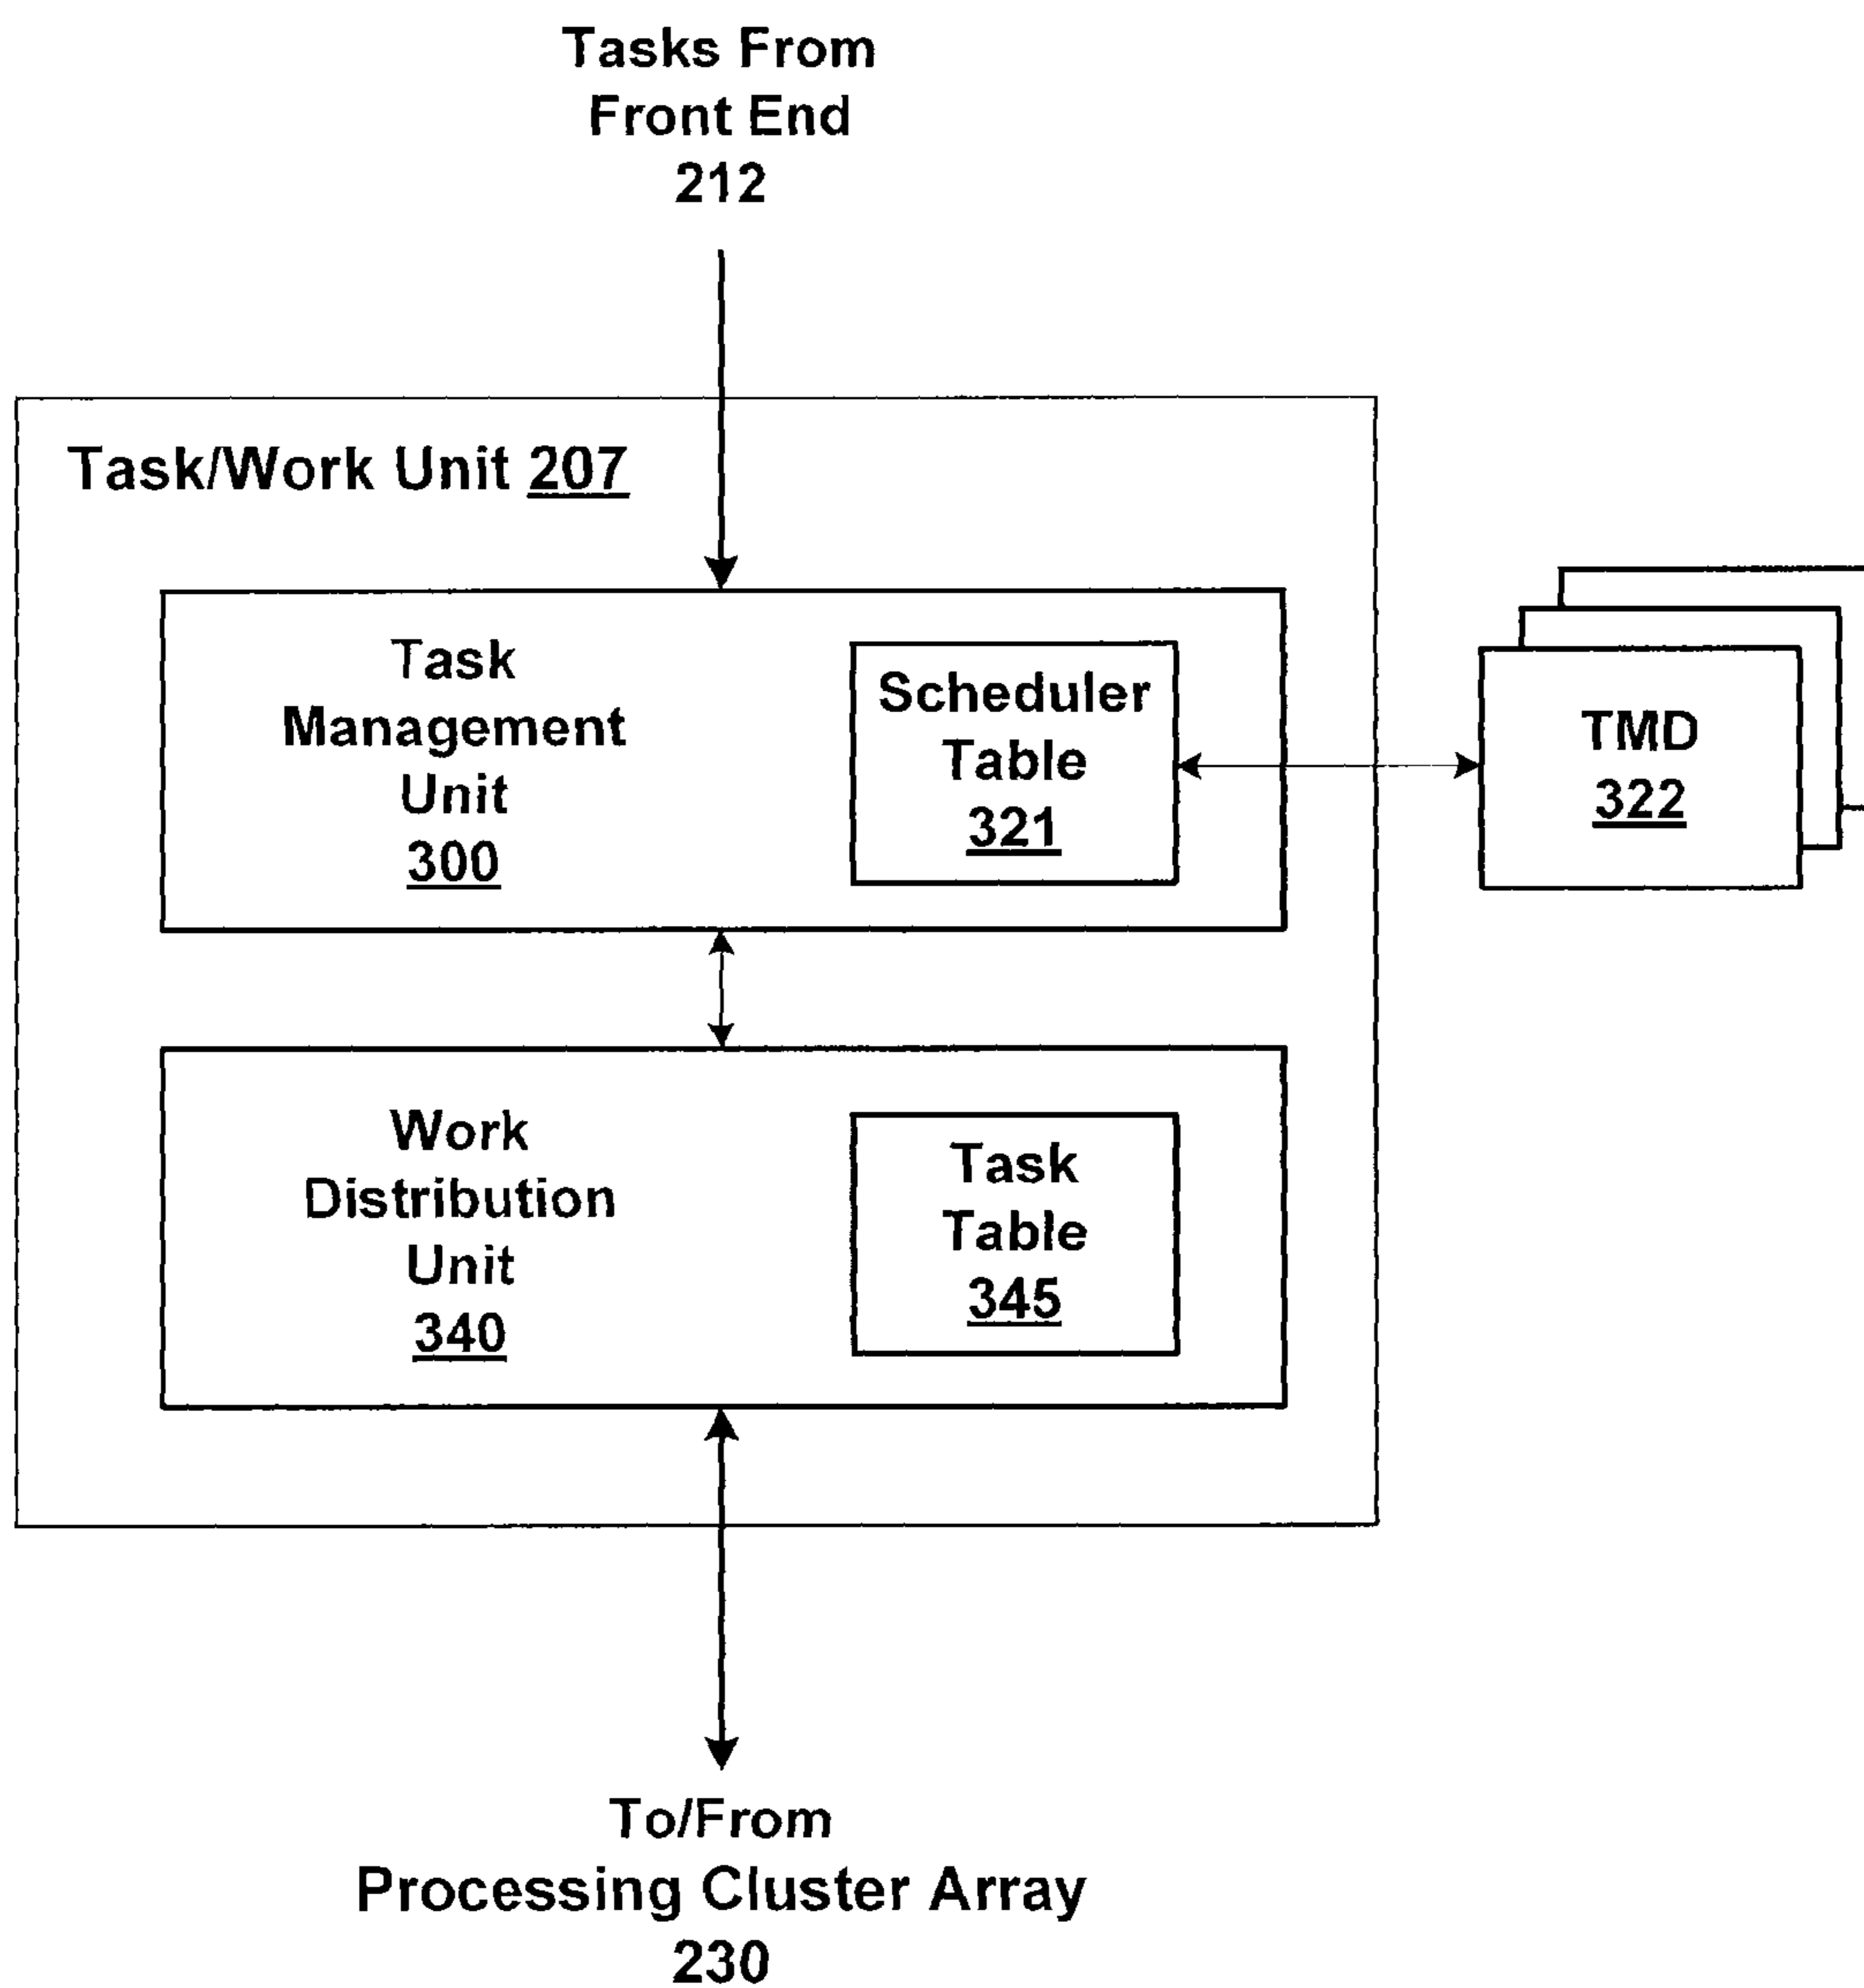 Tasks From
Front End
212
Task/Work Unit 207
Task
Management
Unit
300
Scheduler
Table
321
TMD
322
Work
Distribution
Unit
340
Task
Table
345
To/From
Processing Cluster Array
230